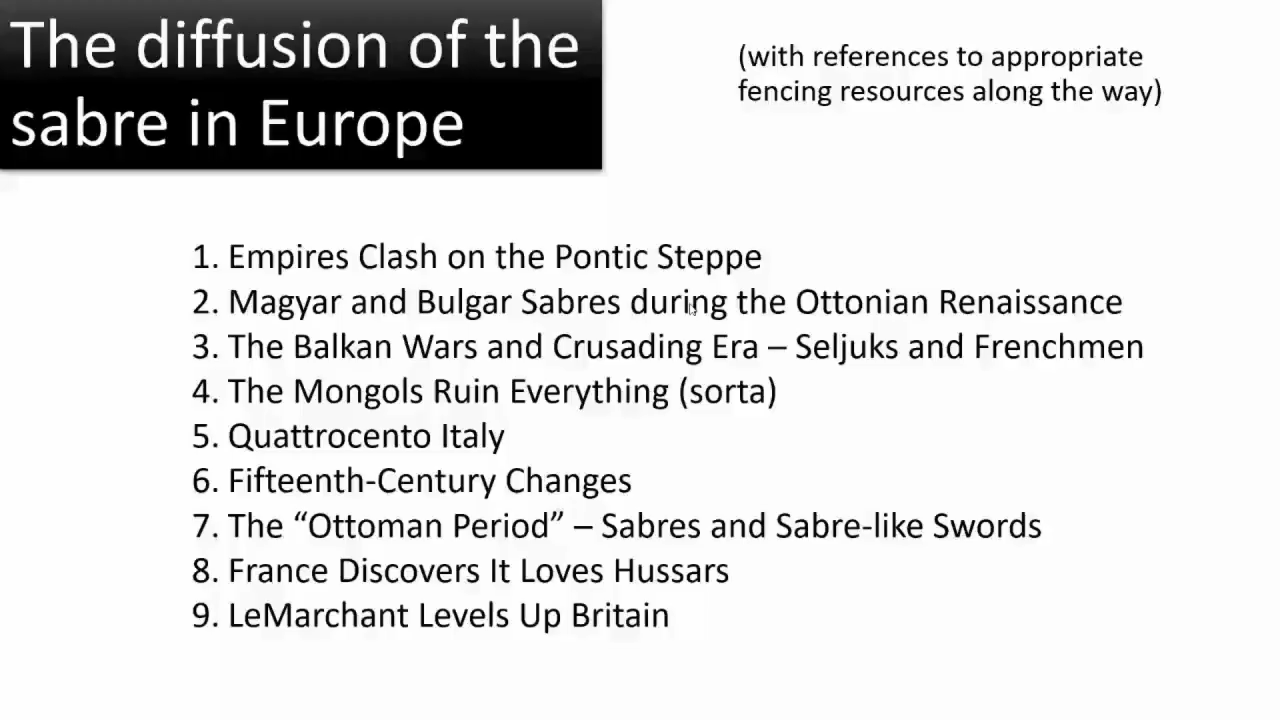 The diffusion of the
sabre in Europe
(with references to appropriate
fencing resources along the way)
1. Empires Clash on the Pontic Steppe
2. Magyar and Bulgar Sabres during the Ottonian Renaissance
3. The Balkan Wars and Crusading Era – Seljuks and Frenchmen
4. The Mongols Ruin Everything (sorta)
5. Quattrocento Italy
6. Fifteenth-Century Changes
7. The “Ottoman Period” – Sabres and Sabre-like Swords
8. France Discovers It Loves Hussars
9. LeMarchant Levels Up Britain